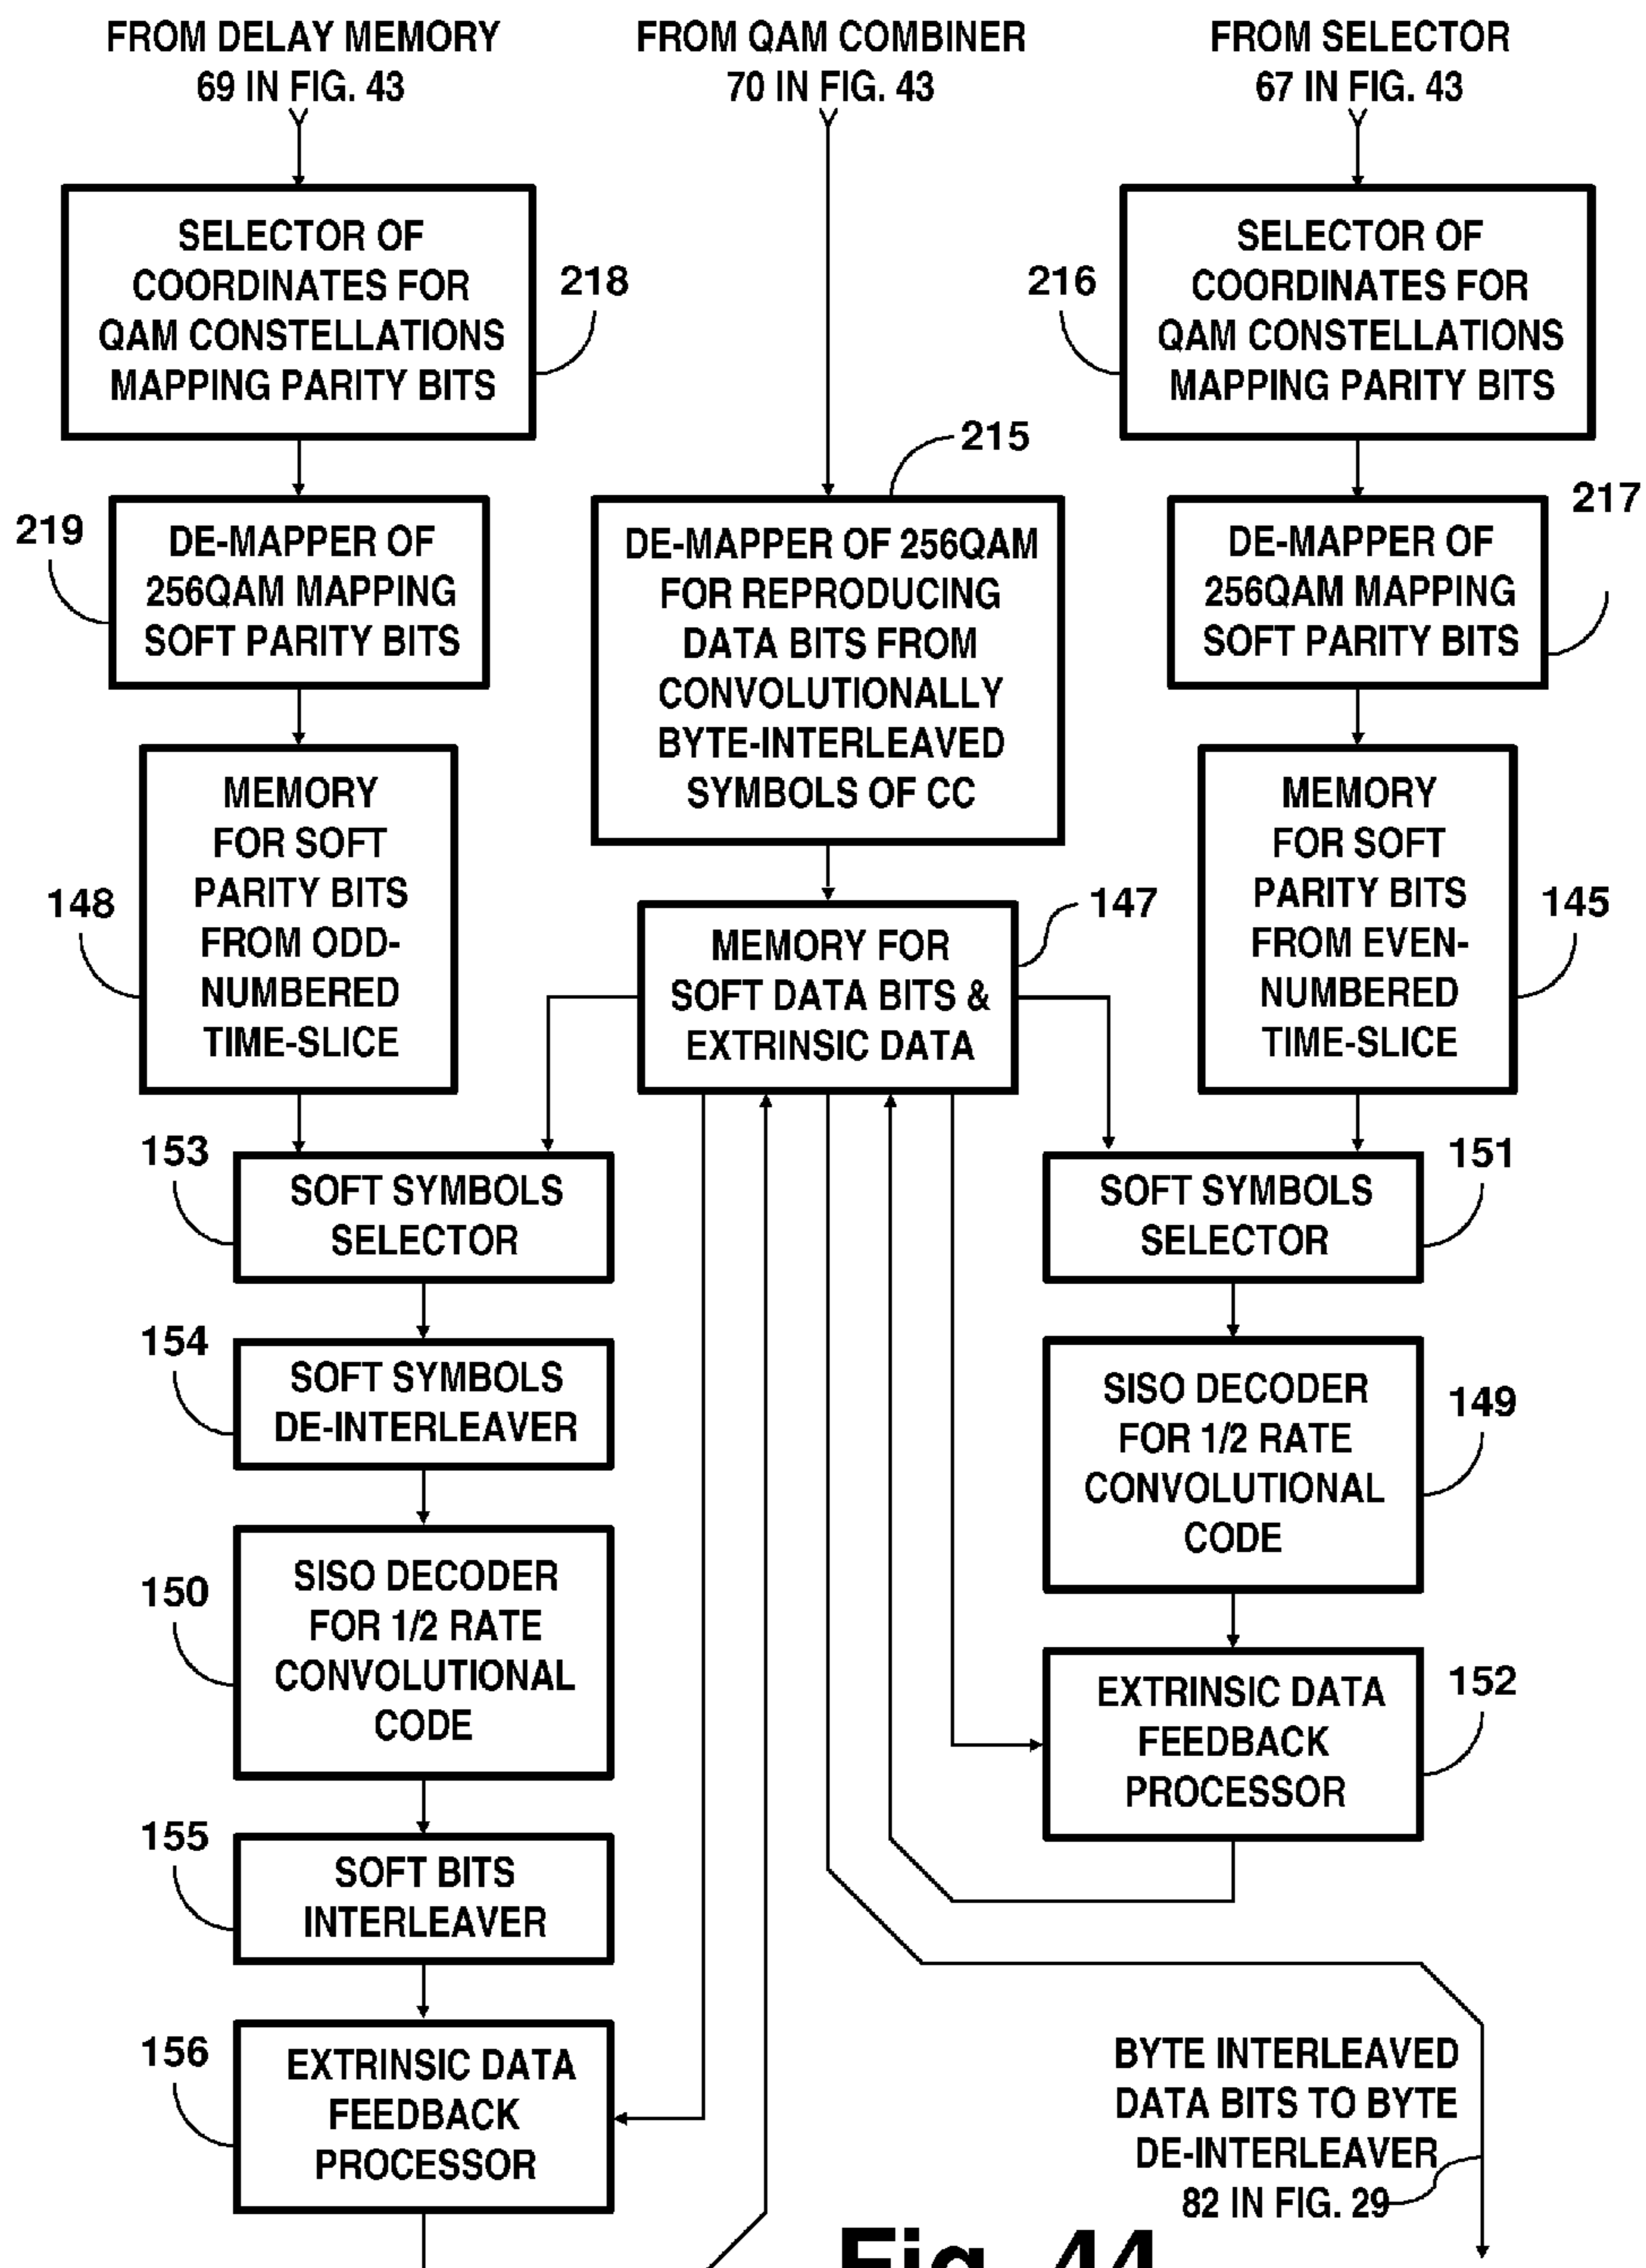 FROM DELAY MEMORY
69 IN FIG. 43
FROM QAM COMBINER
70 IN FIG. 43
FROM SELECTOR
67 IN FIG. 43
SELECTOR OF
COORDINATES FOR
QAM CONSTELLATIONS
MAPPING PARITY BITS
218
216
SELECTOR OF
COORDINATES FOR
QAM CONSTELLATIONS
MAPPING PARITY BITS
219
DE-MAPPER OF
256QAM MAPPING
SOFT PARITY BITS
215
DE-MAPPER OF 256QAM
FOR REPRODUCING
DATA BITS FROM
CONVOLUTIONALLY
BYTE-INTERLEAVED
SYMBOLS OF CC
217
DE-MAPPER OF
256QAM MAPPING
SOFT PARITY BITS
148
MEMORY
FOR SOFT
PARITY BITS
FROM ODD-
NUMBERED
TIME-SLICE
147
MEMORY FOR
SOFT DATA BITS &
EXTRINSIC DATA
MEMORY
FOR SOFT
PARITY BITS
FROM EVEN-
NUMBERED
TIME-SLICE
145
153
SOFT SYMBOLS
SELECTOR
SOFT SYMBOLS
SELECTOR
151
154
SOFT SYMBOLS
DE-INTERLEAVER
SISO DECODER
FOR 1/2 RATE
CONVOLUTIONAL
CODE
149
150
SISO DECODER
FOR 1/2 RATE
CONVOLUTIONAL
CODE
EXTRINSIC DATA
FEEDBACK
PROCESSOR
152
155
SOFT BITS
INTERLEAVER
156
EXTRINSIC DATA
FEEDBACK
PROCESSOR
BYTE INTERLEAVED
DATA BITS TO BYTE
DE-INTERLEAVER
82 IN FIG. 29
Fig. 44